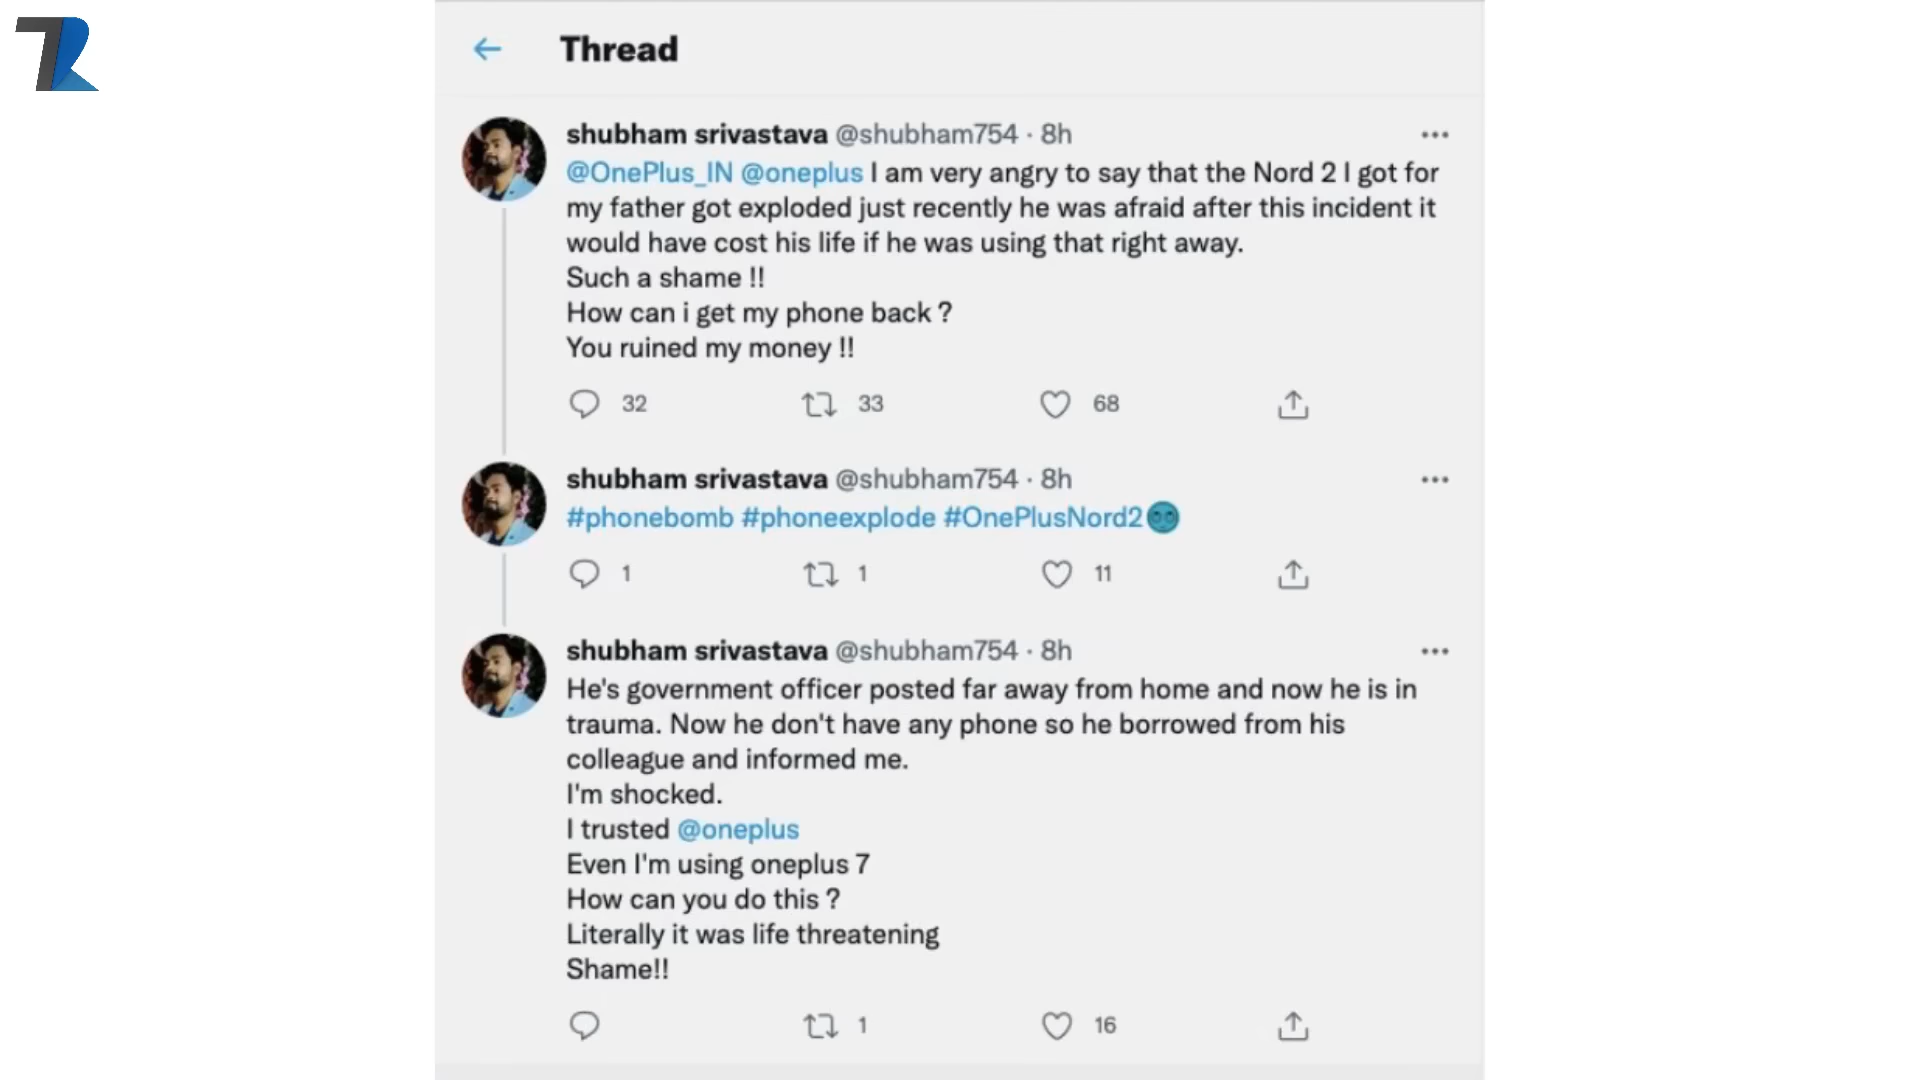 7R
Thread
shubham srivastava @shubham754 · 8h
@OnePlus_IN @oneplus I am very angry to say that the Nord 2 I got for
my father got exploded just recently he was afraid after this incident it
would have cost his life if he was using that right away.
Such a shame !!
How can i get my phone back ?
You ruined my money !!
32 33 68
shubham srivastava @shubham754 · 8h
#phonebomb #phoneexplode #OnePlusNord2
1 1 11
shubham srivastava @shubham754 · 8h
He's government officer posted far away from home and now he is in
trauma. Now he don't have any phone so he borrowed from his
colleague and informed me.
I'm shocked.
I trusted @oneplus
Even I'm using oneplus 7
How can you do this ?
Literally it was life threatening
Shame!!
1 16